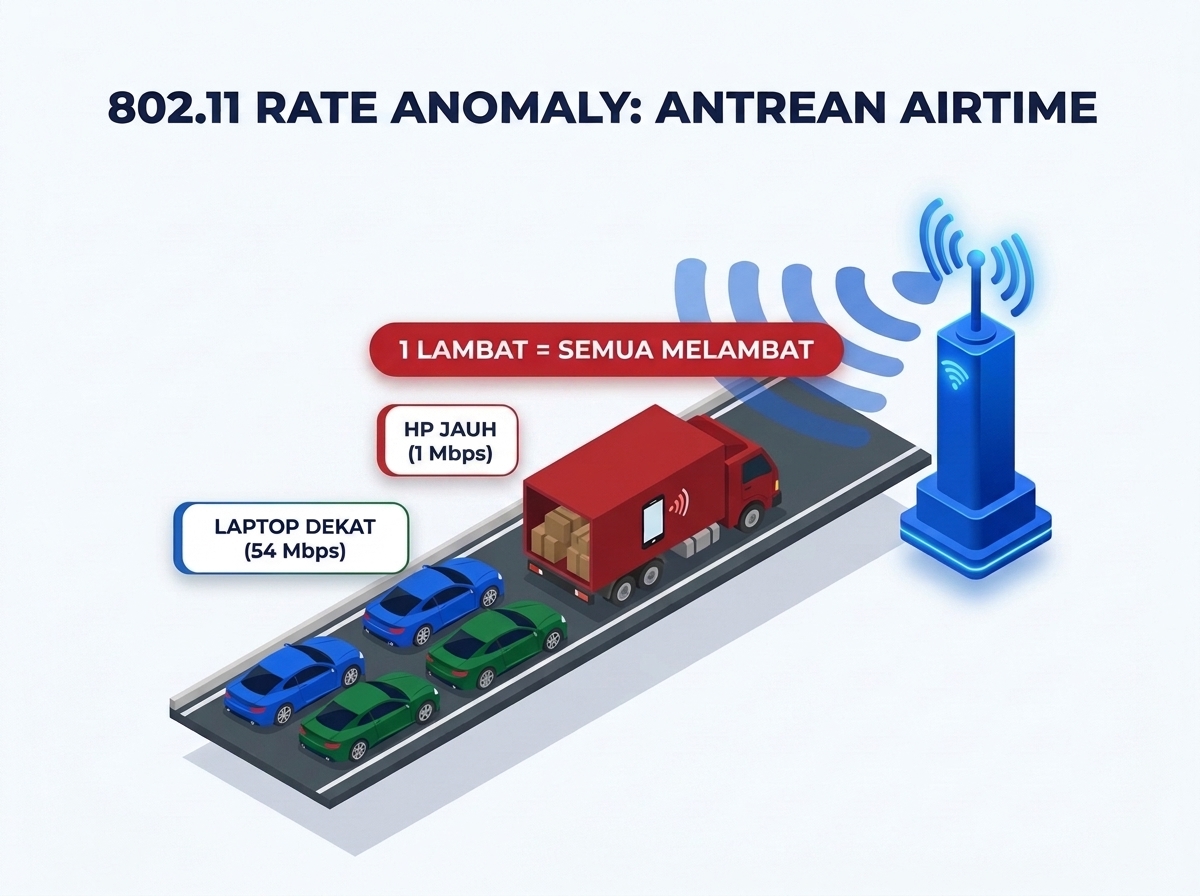 802.11 RATE ANOMALY: ANTREAN AIRTIME
1 LAMBAT = SEMUA MELAMBAT
HP JAUH
(1 Mbps)
LAPTOP DEKAT
(54 Mbps)